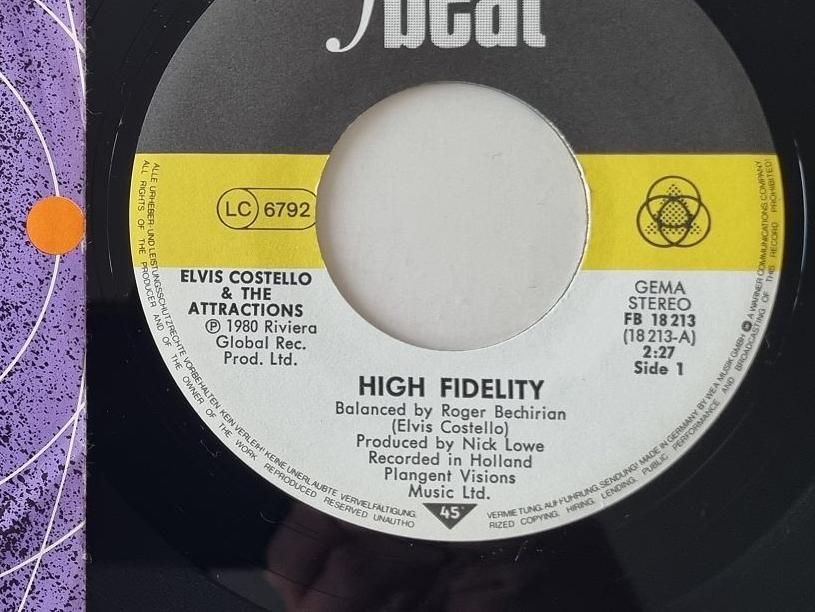 fbeat
LC 6792
ELVIS COSTELLO
& THE
ATTRACTIONS
℗ 1980 Riviera
Global Rec.
Prod. Ltd.
GEMA
STEREO
FB 18 213
(18 213-A)
2:27
Side 1
HIGH FIDELITY
Balanced by Roger Bechirian
(Elvis Costello)
Produced by Nick Lowe
Recorded in Holland
Plangent Visions
Music Ltd.
45
ALLE URHEBER- UND LEISTUNGSSCHUTZRECHTE VORBEHALTEN KEIN VERLEIH! KEINE UNERLAUBTE VERVIELFÄLTIGUNG, VERMIETUNG, AUFFÜHRUNG, SENDUNG! MADE IN GERMANY BY WEA MUSIK GMBH A WARNER COMMUNICATIONS COMPANY
ALL RIGHTS OF THE PRODUCER AND OF THE OWNER OF THE WORK REPRODUCED RESERVED UNAUTHORIZED COPYING, HIRING, LENDING, PUBLIC PERFORMANCE AND BROADCASTING OF THIS RECORD PROHIBITED!